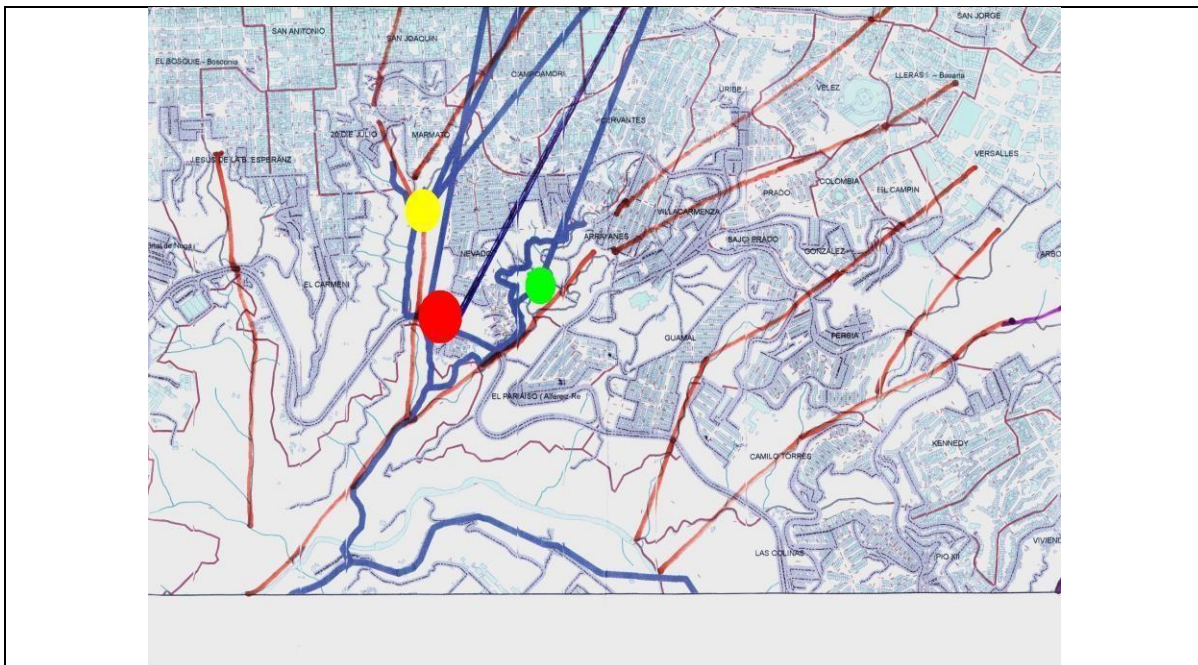 SAN JORGE
SAN ANTONIO
SAN JOAQUIN
EL BOSQUE - Bosconia
CAMPOAMOR
LLERAS
URIBE
VELEZ
CERVANTES
20 DE JULIO
MARMATO
VERSALLES
JESUS DE LA B. ESPERANZ
COLOMBIA
PRADO
EL CAMPIN
VILLACARMENZA
ARRAYANES
BAJO PRADO
NEVADO
GONZALEZ
EL CARMEN
PERSIA
GUAMAL
EL PARAISO ( Alferez-Re
KENNEDY
CAMILO TORRES
LAS COLINAS
PIO XII